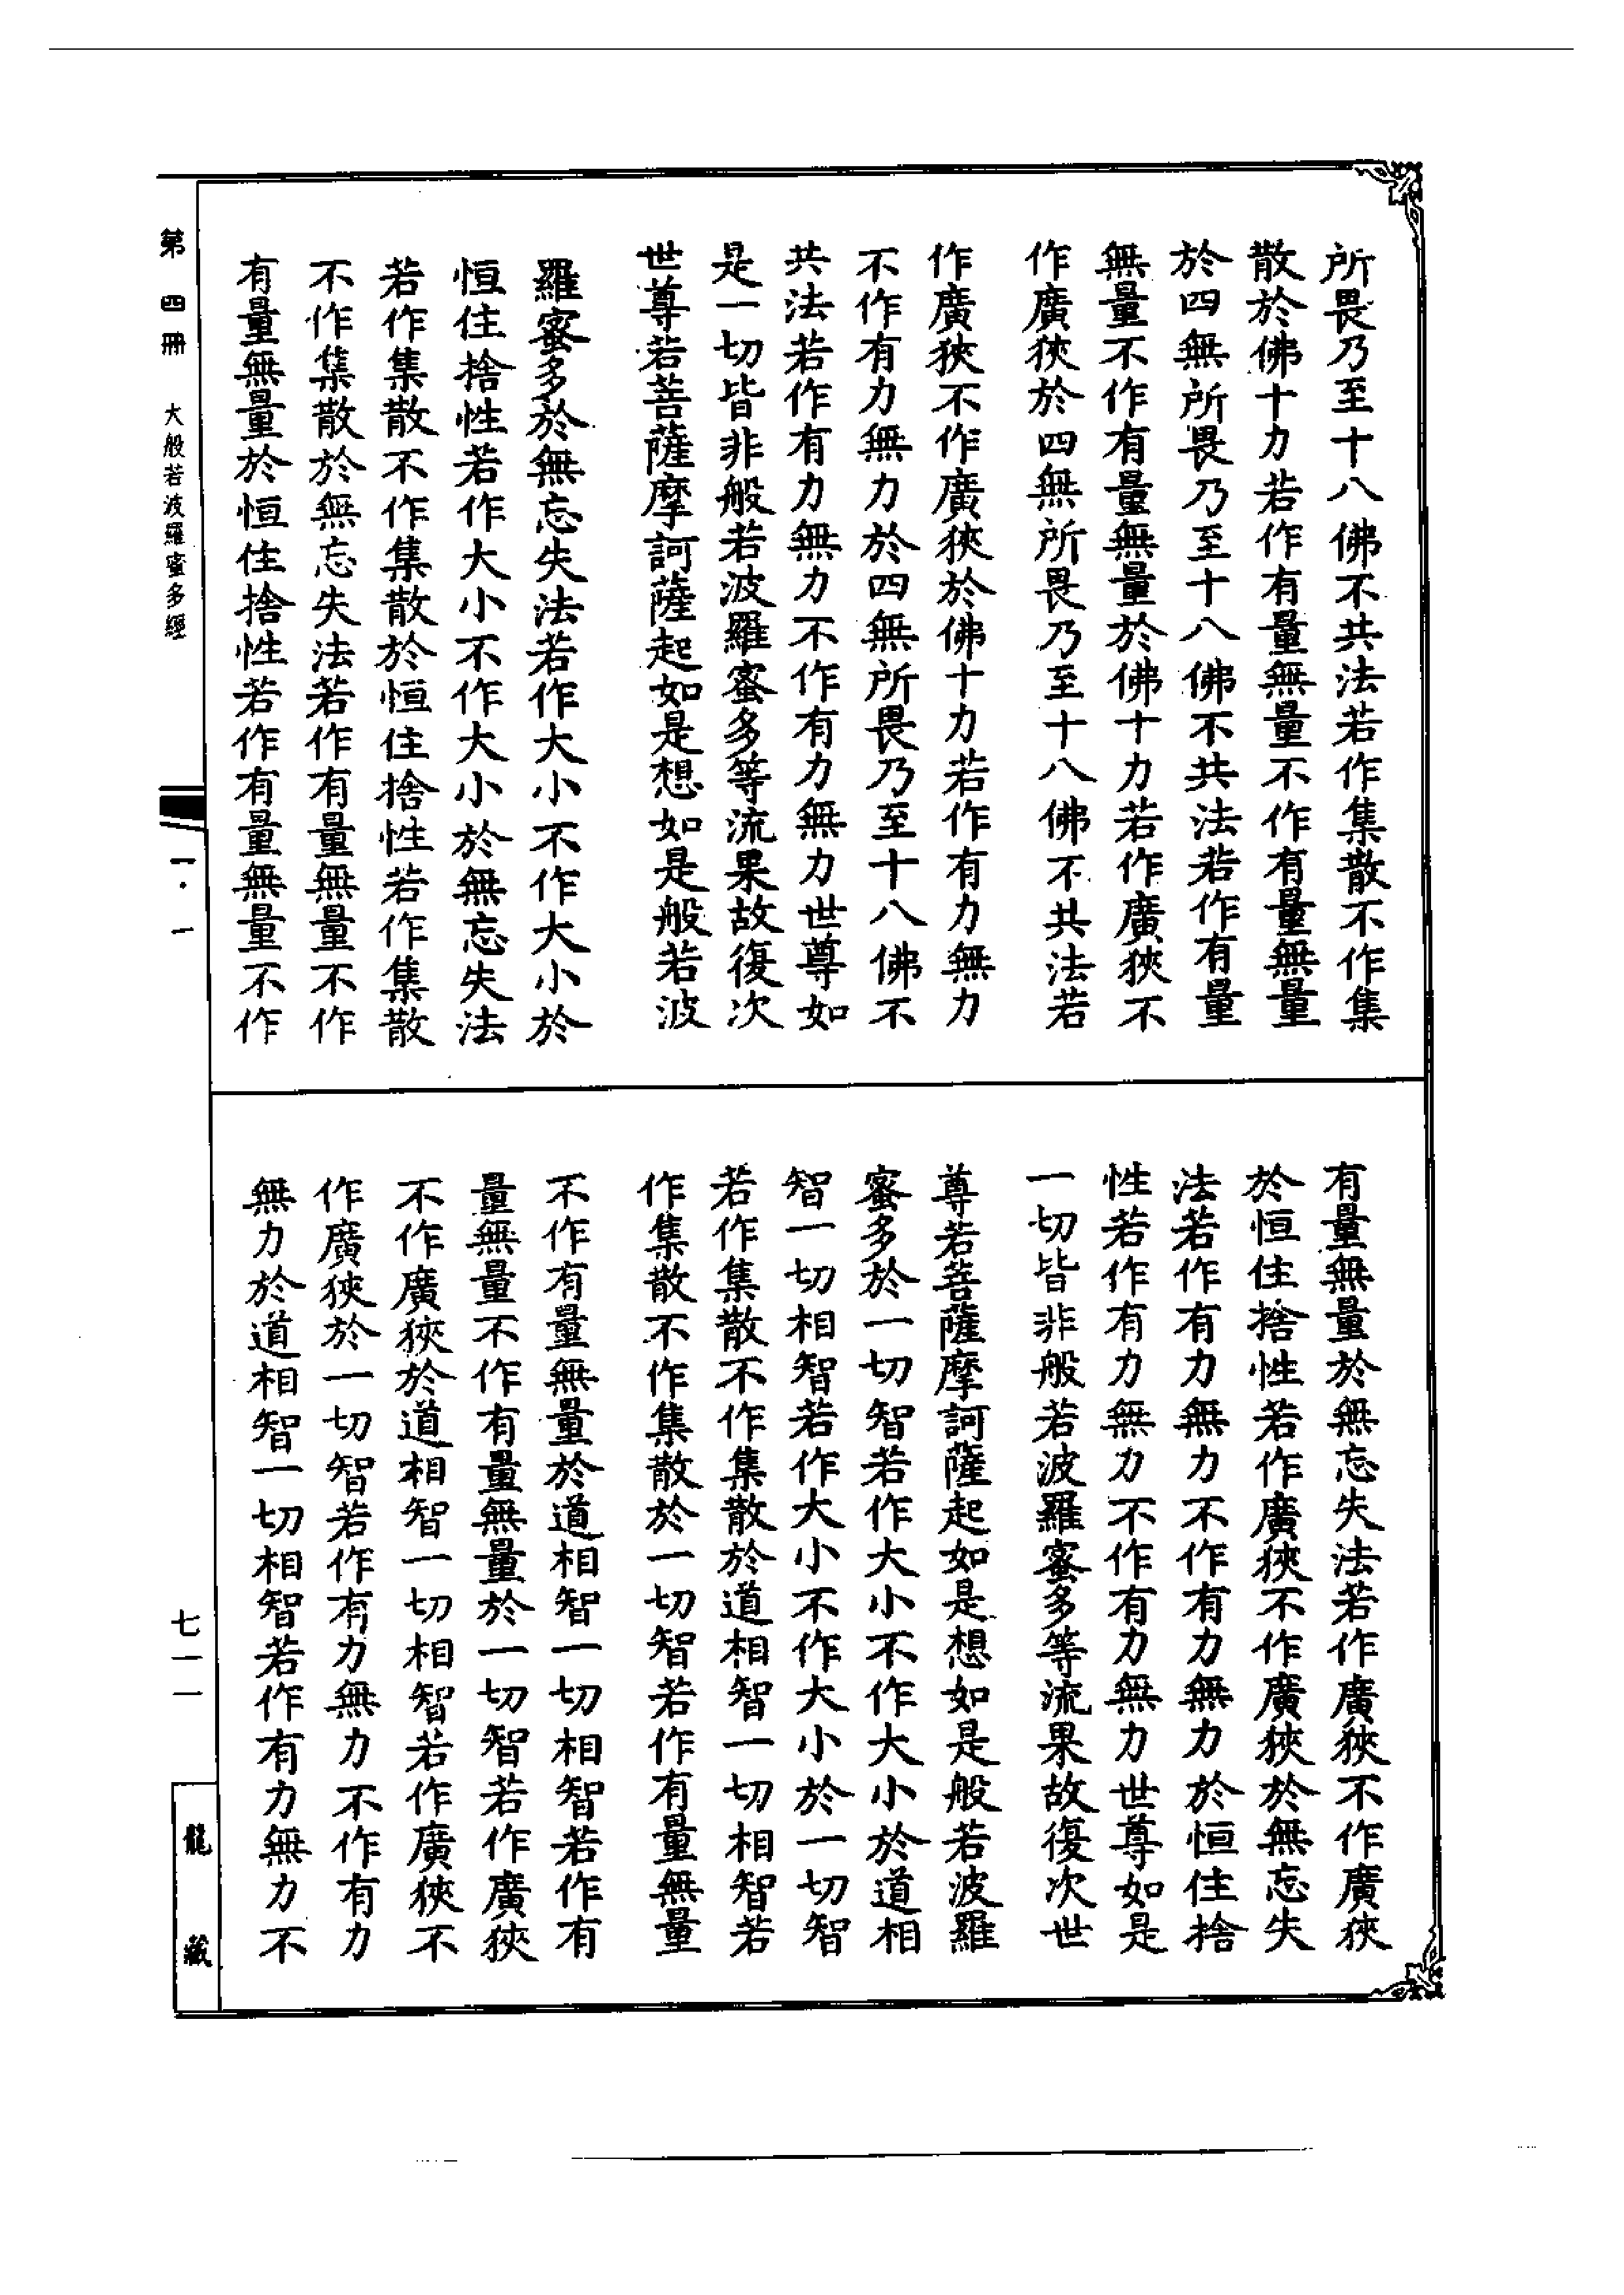 所畏乃至十八佛不共法若作集散不作集
散於佛十力若作有量無量不作有量無量
於四無所畏乃至十八佛不共法若作有量
無量不作有量無量於佛十力若作廣狹不
作廣狹於四無所畏乃至十八佛不共法若
作廣狹不作廣狹於佛十力若作有力無力
不作有力無力於四無所畏乃至十八佛不
共法若作有力無力不作有力無力世尊如
是一切皆非般若波羅蜜多等流果故復次
世尊若菩薩摩訶薩起如是想如是般若波
羅蜜多於無忘失法若作大小不作大小於
恒住捨性若作大小不作大小於無忘失法
若作集散不作集散於恒住捨性若作集散
不作集散於無忘失法若作有量無量不作
有量無量於恒住捨性若作有量無量不作
有量無量於無忘失法若作廣狹不作廣狹
於恒住捨性若作廣狹不作廣狹於無忘失
法若作有力無力不作有力無力於恒住捨
性若作有力無力不作有力無力世尊如是
一切皆非般若波羅蜜多等流果故復次世
尊若菩薩摩訶薩起如是想如是般若波羅
蜜多於一切智若作大小不作大小於道相
智一切相智若作大小不作大小於一切智
若作集散不作集散於道相智一切相智若
作集散不作集散於一切智若作有量無量
不作有量無量於道相智一切相智若作有
量無量不作有量無量於一切智若作廣狹
不作廣狹於道相智一切相智若作廣狹不
作廣狹於一切智若作有力無力不作有力
無力於道相智一切相智若作有力無力不
第四冊 大般若波羅蜜多經
一·一
七一一
龍藏